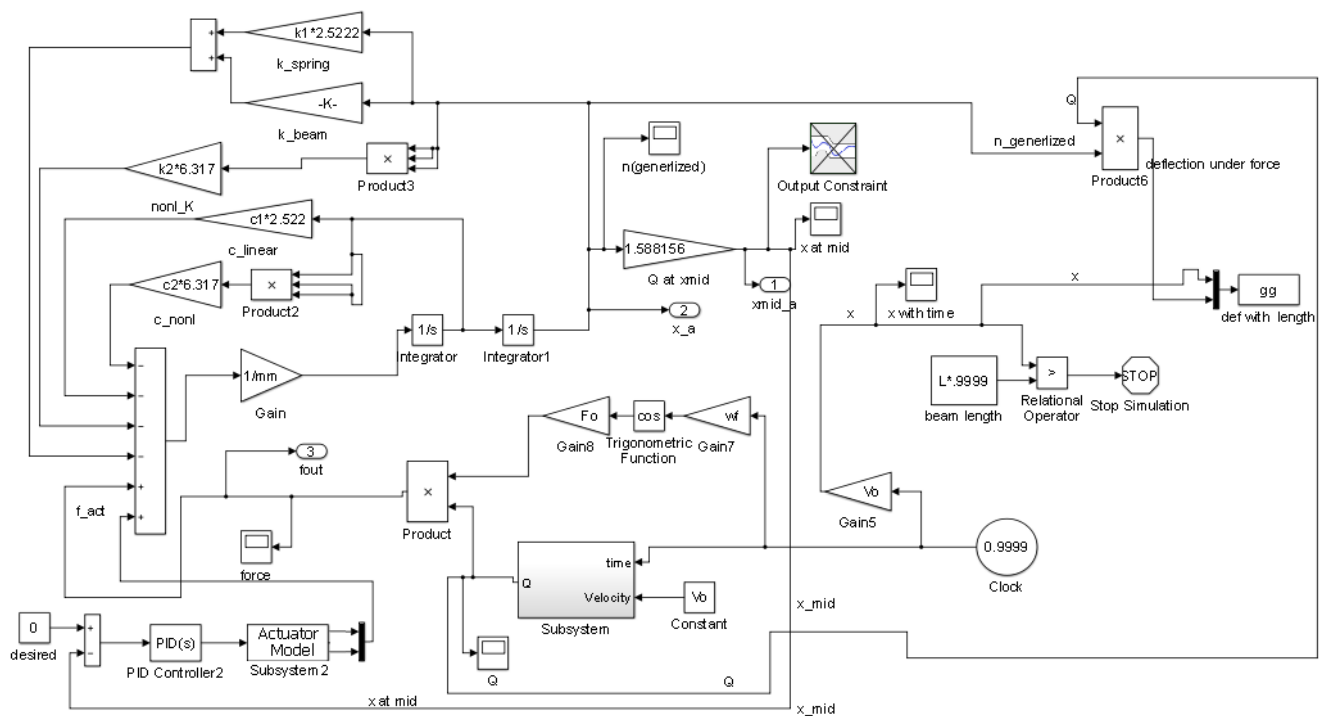 k1*2.5222
k_spring
-K-
k_beam
k2*6.317
nonl_K
×
Product3
c1*2.522
c_linear
c2*6.317
c_nonl
×
Product2
1/mm
Gain
1/s
Integrator
1/s
Integrator1
n(generlized)
1.588156
Q at xmid
Output Constraint
x at mid
1
xmid_a
2
x_a
Q
n_generlized
×
Product6
deflection under force
x
x
x with time
gg
def with length
L*.9999
beam length
>
Relational
Operator
STOP
Stop Simulation
Fo
Gain8
cos
Trigonometric
Function
wf
Gain7
3
fout
×
Product
f_act
force
Vo
Gain5
0.9999
Clock
time
Q
Velocity
Subsystem
Vo
Constant
x_mid
0
desired
PID(s)
PID Controller2
Actuator
Model
Subsystem2
Q
Q
x at mid
x_mid